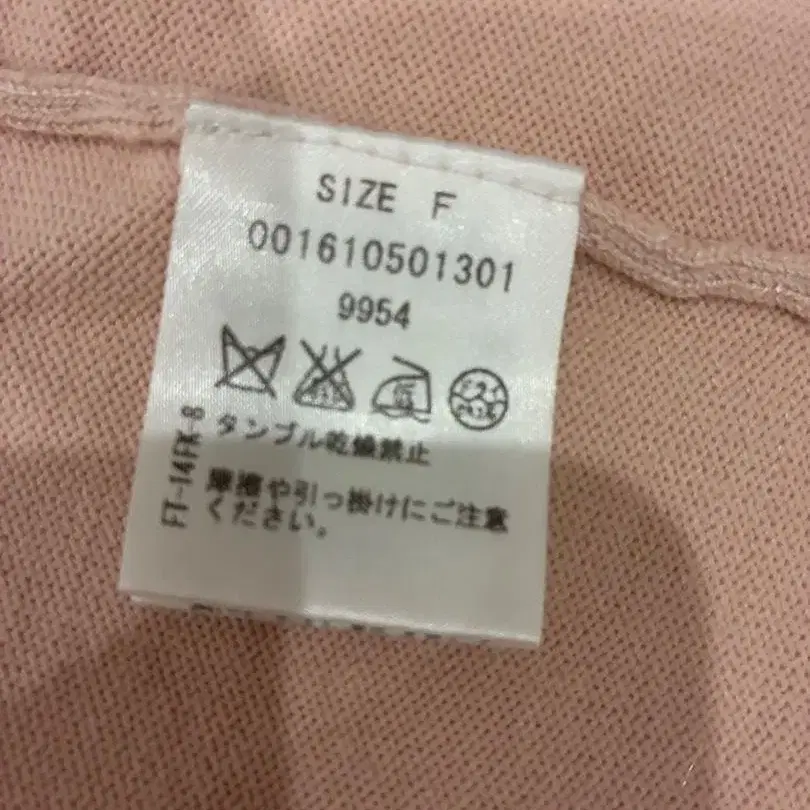 SIZE F
001610501301
9954
タンブル乾燥禁止
摩擦や引っ掛けにご注意
ください。
FT-14FK-8